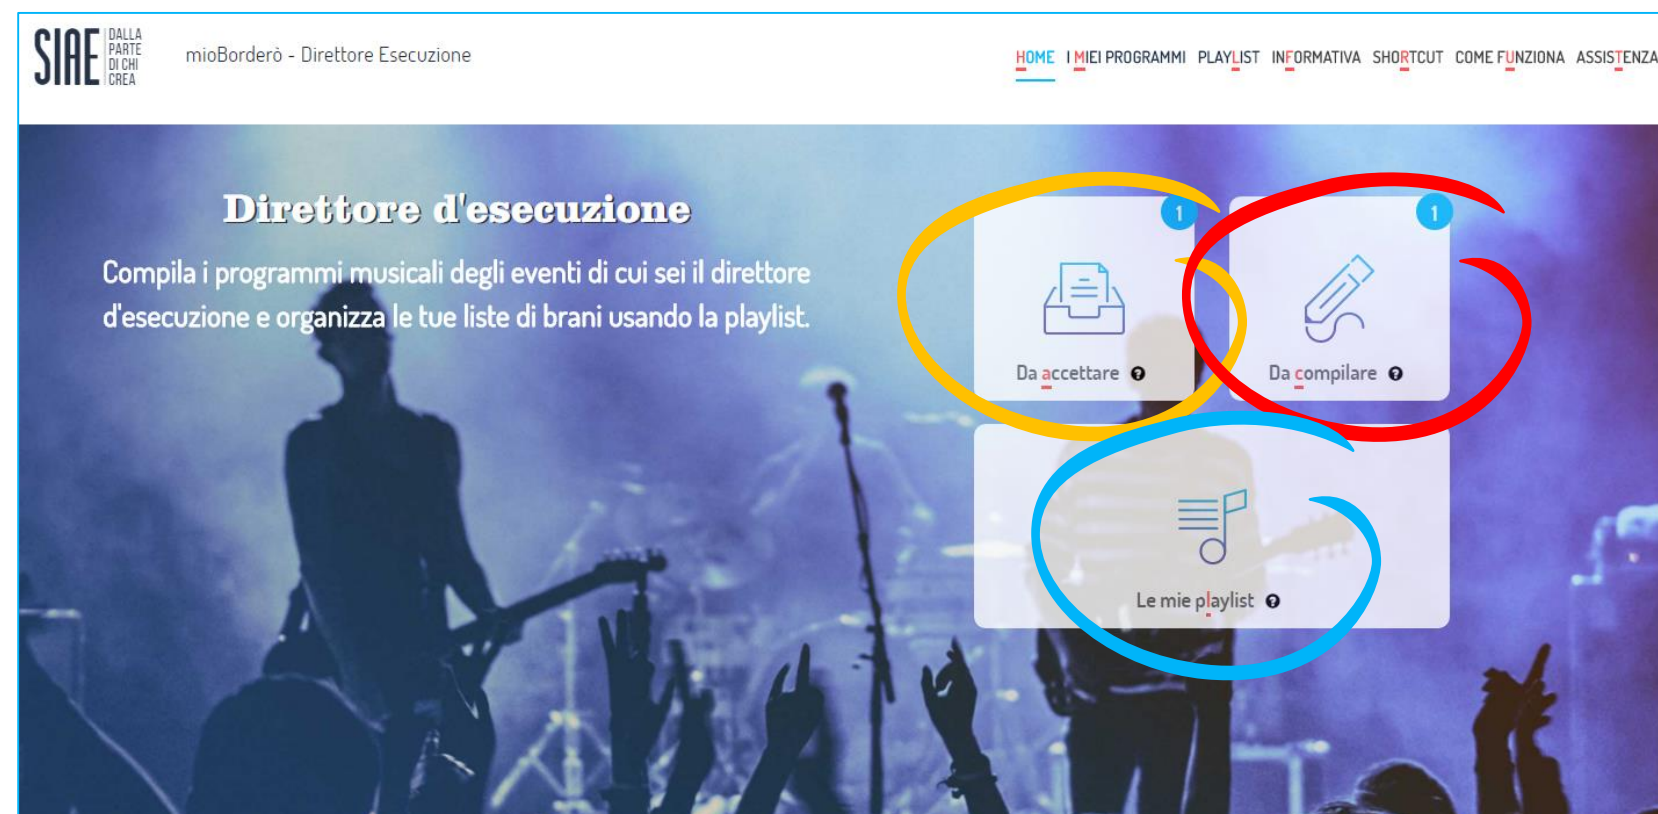 SIAE DALLA PARTE DI CHI CREA
mioBorderò - Direttore Esecuzione
HOME I MIEI PROGRAMMI PLAYLIST INFORMATIVA SHORTCUT COME FUNZIONA ASSISTENZA
Direttore d'esecuzione
Compila i programmi musicali degli eventi di cui sei il direttore
d'esecuzione e organizza le tue liste di brani usando la playlist.
1
Da accettare ?
1
Da compilare ?
Le mie playlist ?